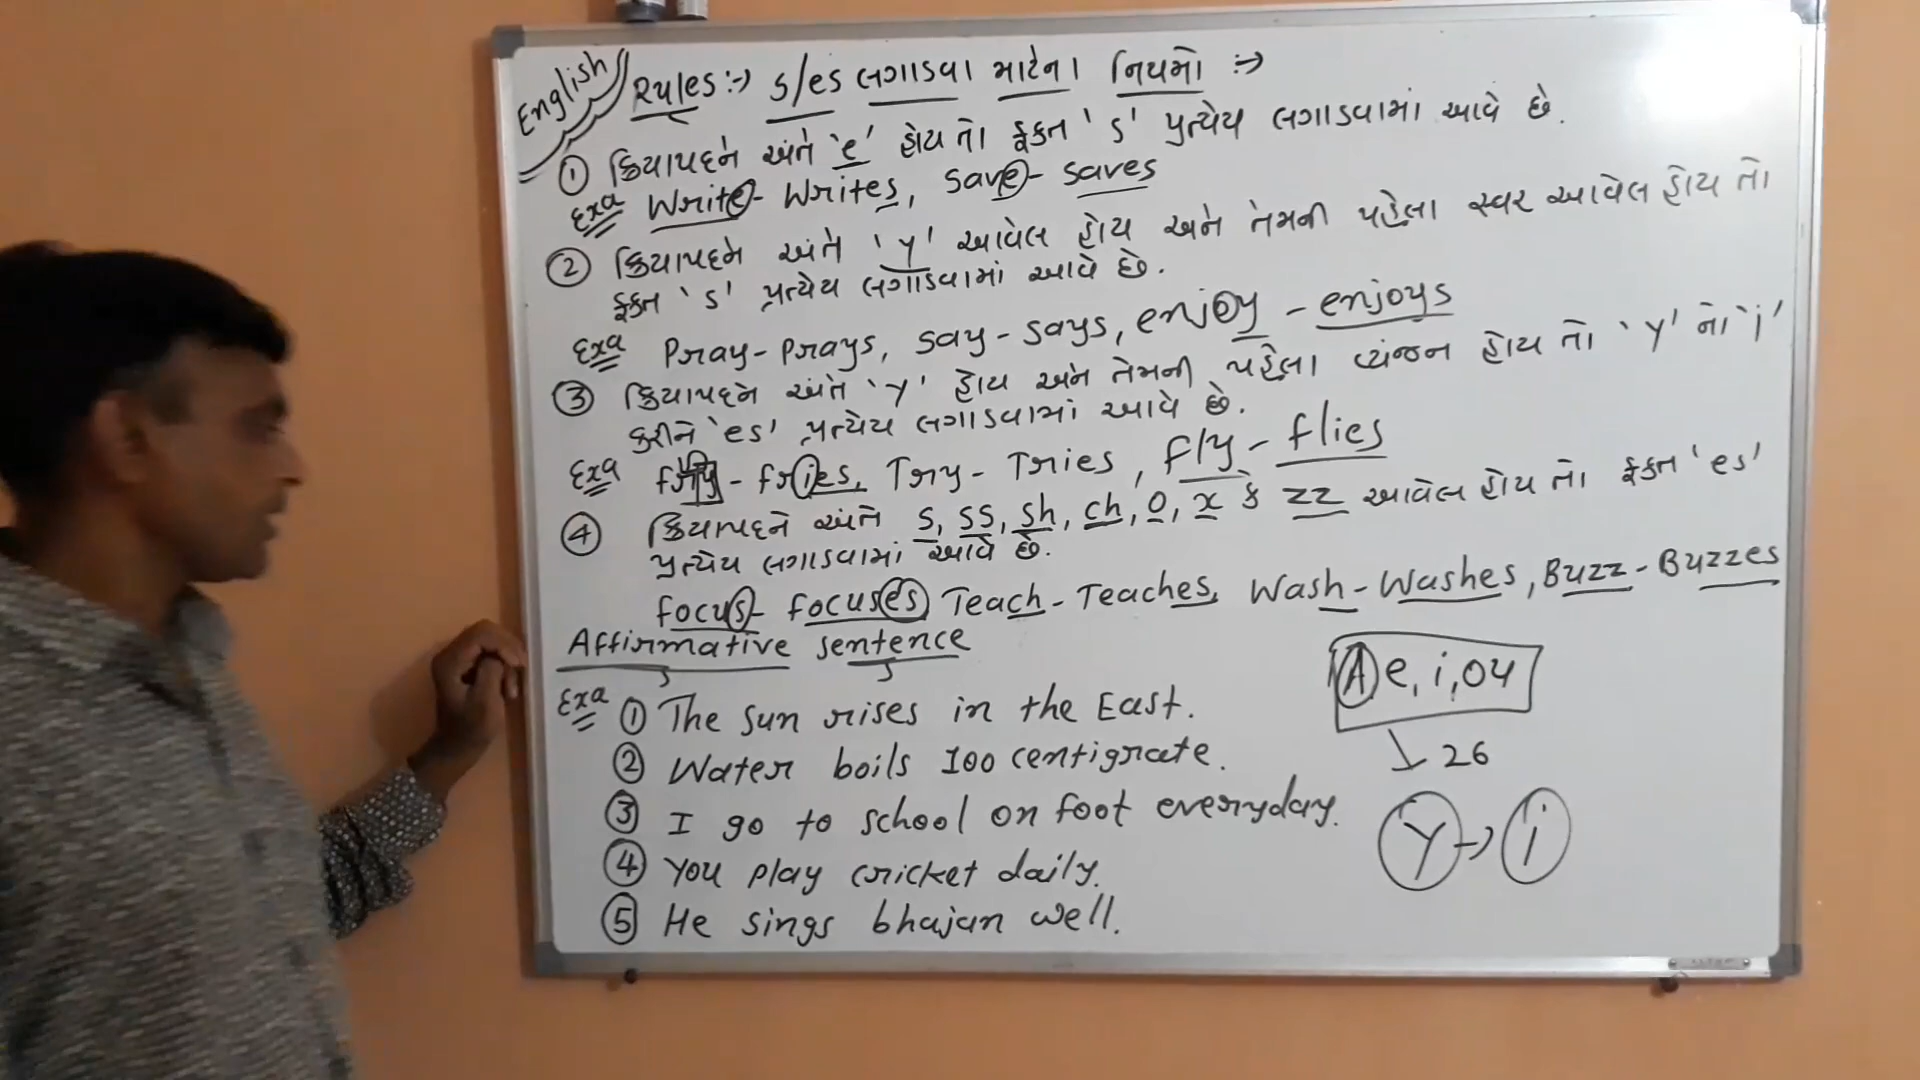 English
Rules :→ s/es લગાડવા માટેના નિયમો :→
① ક્રિયાપદને અંતે 'e' હોય તો ફકત 's' પ્રત્યેય લગાડવામાં આવે છે.
Exa Write - Writes, Save - Saves
② ક્રિયાપદને અંતે 'y' આવેલ હોય અને તેમની પહેલા સ્વર આવેલ હોય તો
ફકત 's' પ્રત્યેય લગાડવામાં આવે છે.
Exa Pray - Prays, Say - Says, enjoy - enjoys
③ ક્રિયાપદને અંતે 'y' હોય અને તેમની પહેલા વ્યંજન હોય તો 'y' નો 'i'
કરીને 'es' પ્રત્યેય લગાડવામાં આવે છે.
Exa fry - fries, Try - Tries, fly - flies
④ ક્રિયાપદને અંતે s, ss, sh, ch, o, x કે zz આવેલ હોય તો ફકત 'es'
પ્રત્યેય લગાડવામાં આવે છે.
focus - focuses Teach - Teaches, Wash - Washes, Buzz - Buzzes
Affirmative sentence
Exa ① The Sun rises in the East.
② Water boils 100 centigrate.
③ I go to school on foot everyday.
④ You play cricket daily.
⑤ He sings bhajan well.
A e, i, o u
26
y → i